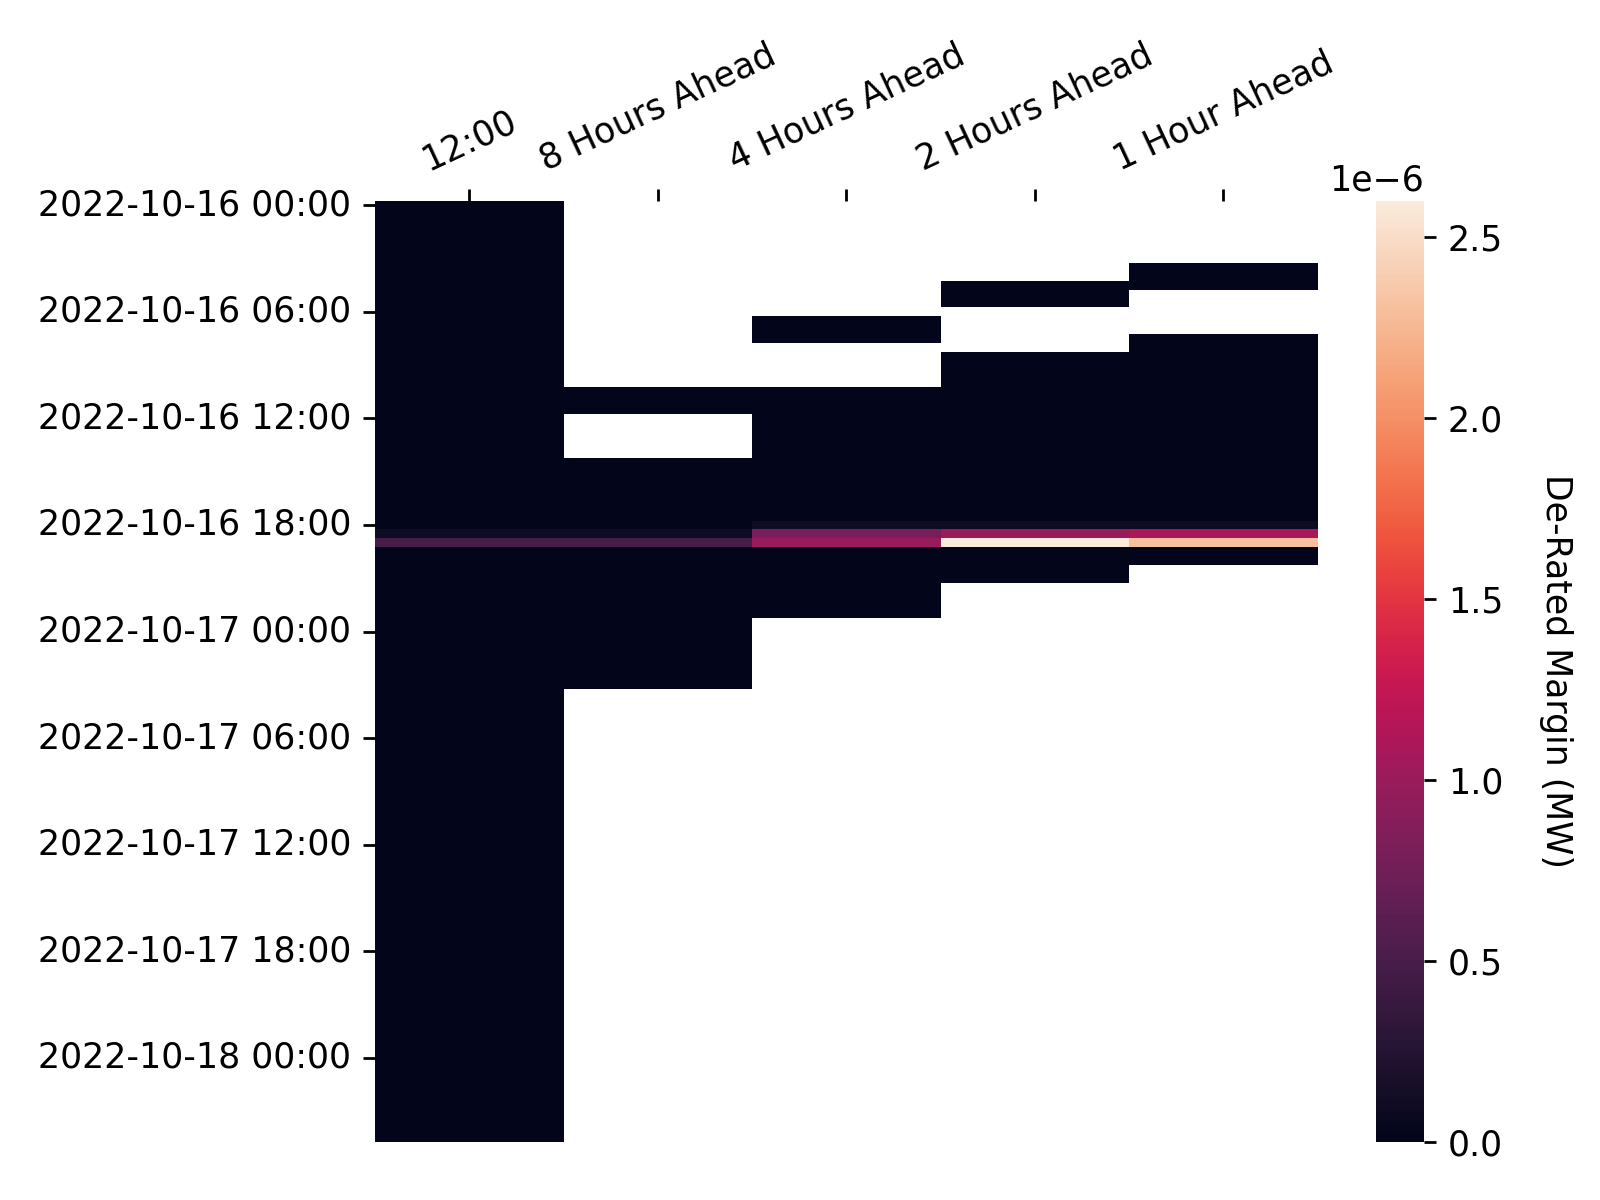 12:00
8 Hours Ahead
4 Hours Ahead
2 Hours Ahead
1 Hour Ahead
2022-10-16 00:00
2022-10-16 06:00
2022-10-16 12:00
2022-10-16 18:00
2022-10-17 00:00
2022-10-17 06:00
2022-10-17 12:00
2022-10-17 18:00
2022-10-18 00:00
1e−6
2.5
2.0
1.5
1.0
0.5
0.0
De-Rated Margin (MW)